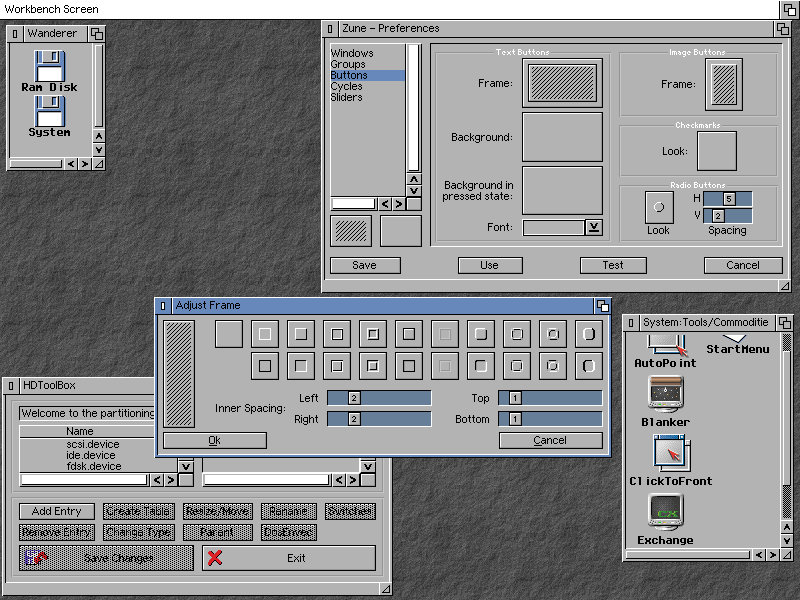 Workbench Screen
Wanderer
Ram Disk
System
Zune - Preferences
Windows
Groups
Buttons
Cycles
Sliders
Text Buttons
Frame:
Background:
Background in
pressed state:
Font:
Image Buttons
Frame:
Checkmarks
Look:
Radio Buttons
H 5
V 2
Look
Spacing
Save
Use
Test
Cancel
Adjust Frame
Inner Spacing:
Left 2
Top 1
Right 2
Bottom 1
Ok
Cancel
HDToolBox
Welcome to the partitioning
Name
scsi.device
ide.device
fdsk.device
Add Entry
Create Table
Resize/Move
Rename
Switches
Remove Entry
Change Type
Parent
DosEnvec
Save Changes
Exit
System:Tools/Commoditie
AutoPoint
StartMenu
Blanker
ClickToFront
Exchange